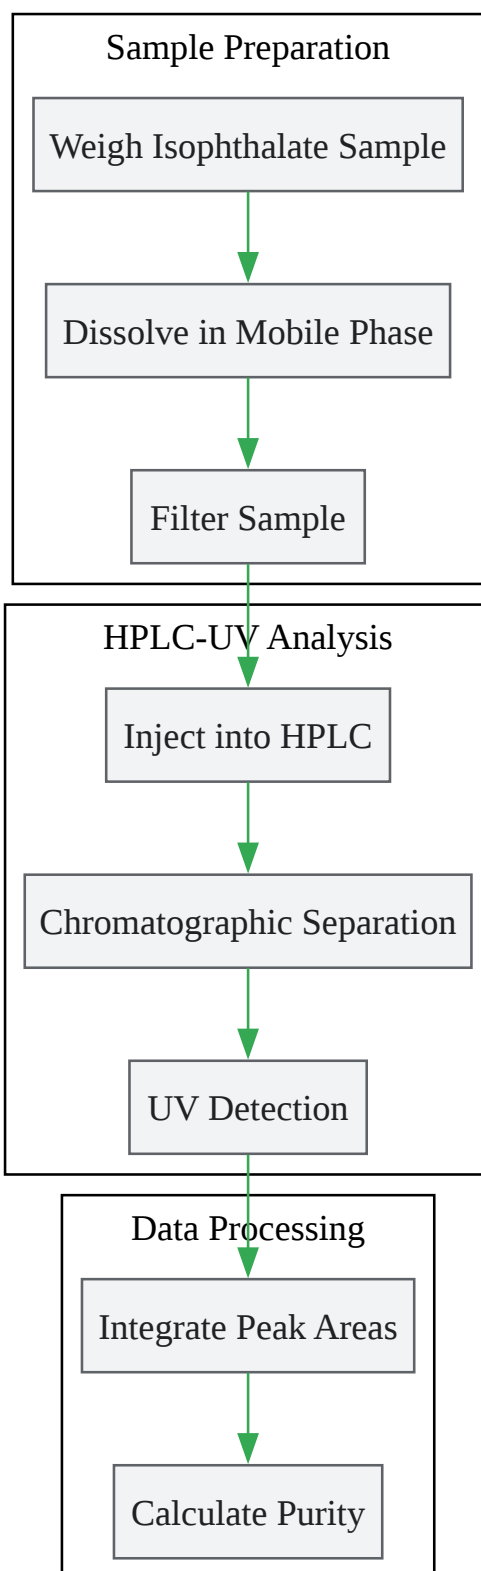 Sample Preparation
Weigh Isophthalate Sample
Dissolve in Mobile Phase
Filter Sample
HPLC-UV Analysis
Inject into HPLC
Chromatographic Separation
UV Detection
Data Processing
Integrate Peak Areas
Calculate Purity